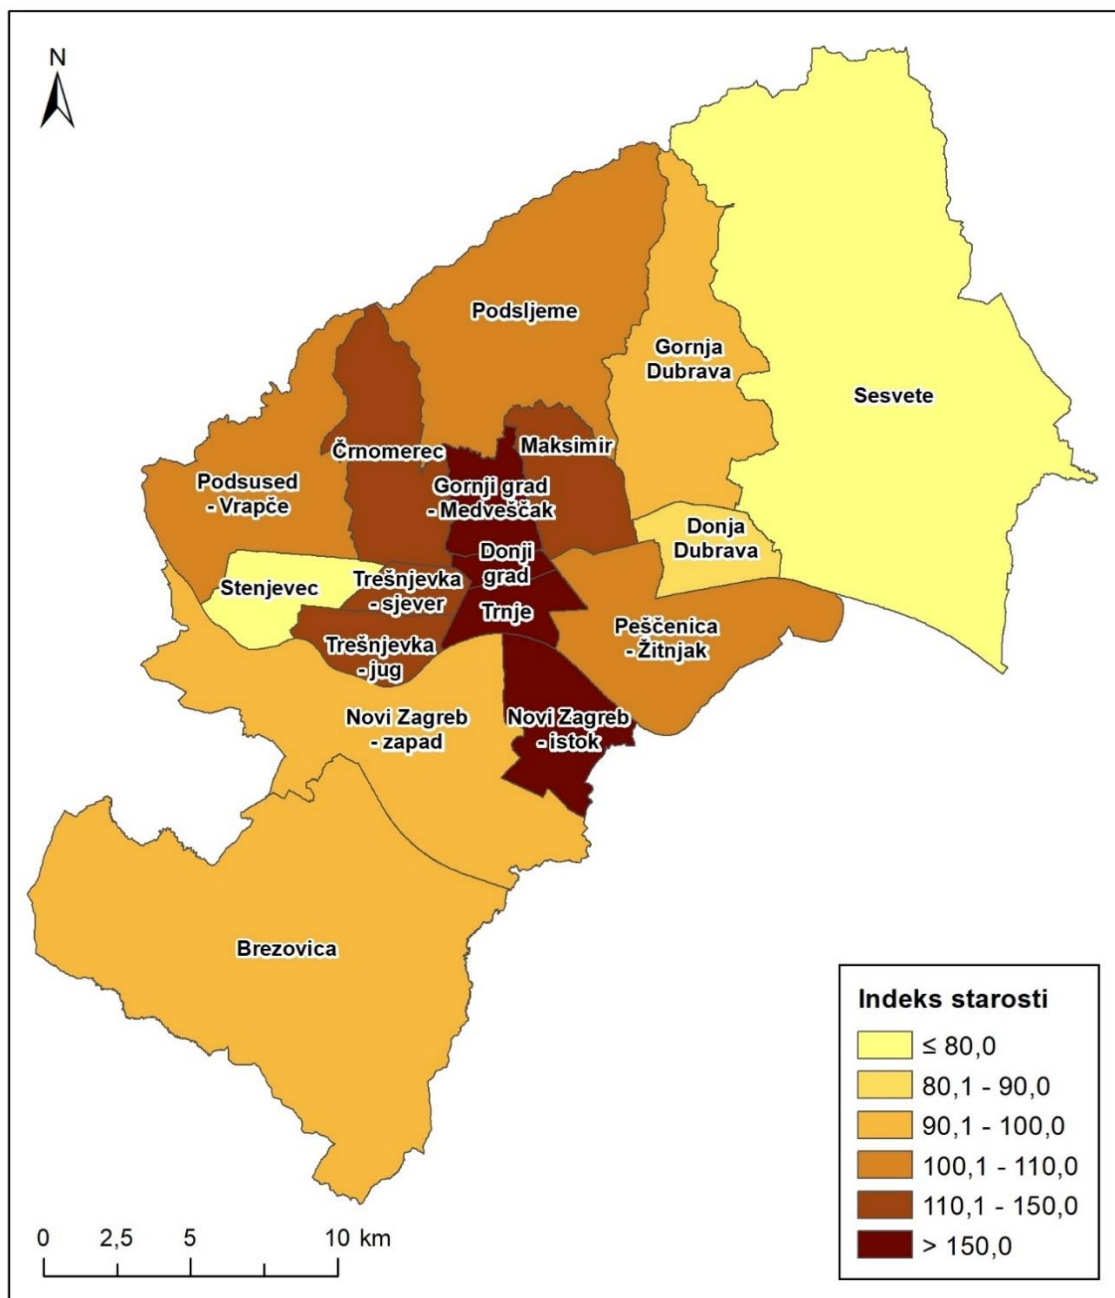 N
Podsljeme
Gornja
Dubrava
Sesvete
Črnomerec
Maksimir
Podsused
- Vrapče
Gornji grad
- Medveščak
Donja
Dubrava
Donji
grad
Stenjevec
Trešnjevka
- sjever
Trnje
Peščenica
- Žitnjak
Trešnjevka
- jug
Novi Zagreb
- zapad
Novi Zagreb
- istok
Brezovica
Indeks starosti
≤ 80,0
80,1 - 90,0
90,1 - 100,0
100,1 - 110,0
110,1 - 150,0
> 150,0
0 2,5 5 10 km